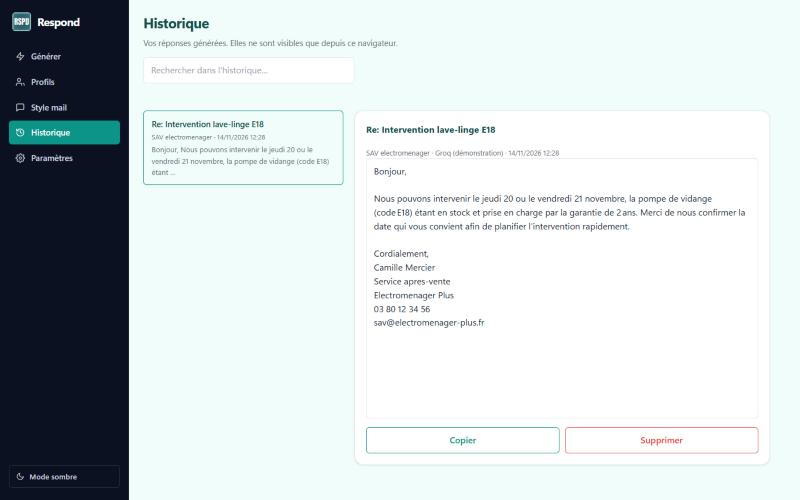 RSPD Respond
Générer
Profils
Style mail
Historique
Paramètres
Mode sombre
Historique
Vos réponses générées. Elles ne sont visibles que depuis ce navigateur.
Rechercher dans l'historique...
Re: Intervention lave-linge E18
SAV electromenager · 14/11/2026 12:28
Bonjour, Nous pouvons intervenir le jeudi 20 ou le
vendredi 21 novembre, la pompe de vidange (code E18)
étant ...
Re: Intervention lave-linge E18
SAV electromenager · Groq (démonstration) · 14/11/2026 12:28
Bonjour,
Nous pouvons intervenir le jeudi 20 ou le vendredi 21 novembre, la pompe de vidange
(code E18) étant en stock et prise en charge par la garantie de 2 ans. Merci de nous confirmer la
date qui vous convient afin de planifier l'intervention rapidement.
Cordialement,
Camille Mercier
Service apres-vente
Electromenager Plus
03 80 12 34 56
sav@electromenager-plus.fr
Copier
Supprimer